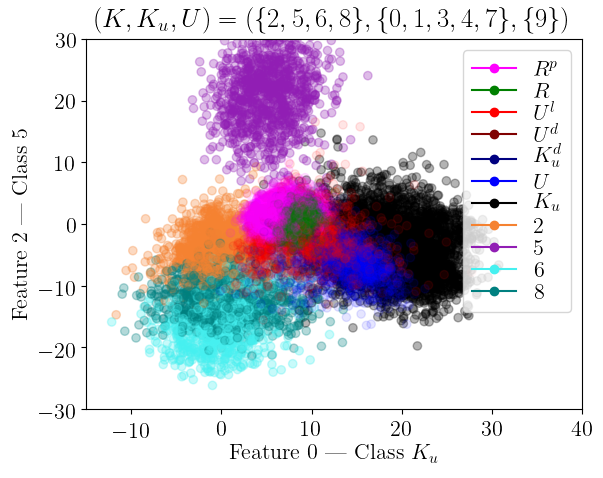 (K, K_u, U) = ({2, 5, 6, 8}, {0, 1, 3, 4, 7}, {9})
30
20
10
0
−10
−20
−30
Feature 2 — Class 5
R^p
R
U^l
U^d
K_u^d
U
K_u
2
5
6
8
−10
0
10
20
30
40
Feature 0 — Class K_u